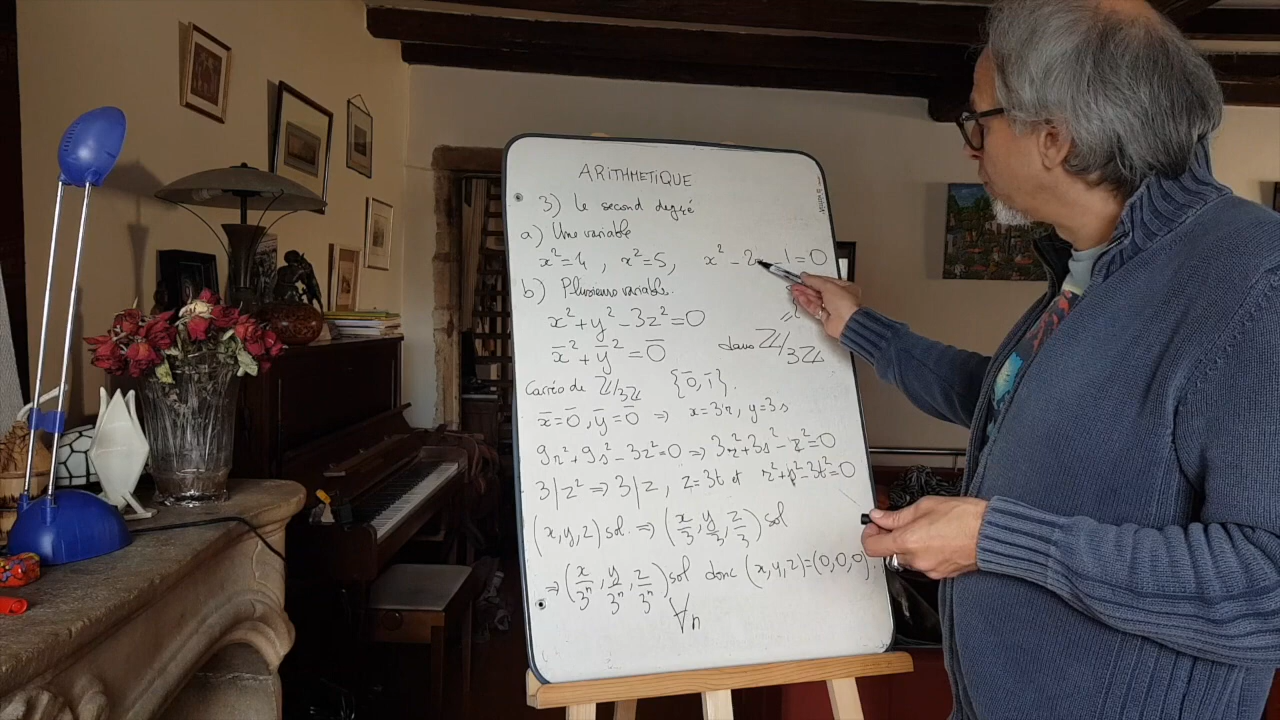 ARITHMETIQUE
3) Le second degré
a) Une variable
x²=4, x²=5, x² - 2x - 1=0
b) Plusieurs variable.
x²+y²-3z²=0
x̄²+ȳ²=0̄ dans ℤ/3ℤ
Carrés de ℤ/3ℤ {0̄,1̄}.
x̄=0̄, ȳ=0̄ ⇒ x=3r, y=3s
9r²+9s²-3z²=0 ⇒ 3r²+3s²-z²=0
3|z² ⇒ 3|z, z=3t et r²+s²-3t²=0
(x,y,z) sol. ⇒ (x/3, y/3, z/3) sol
⇒ (x/3ⁿ, y/3ⁿ, z/3ⁿ) sol donc (x,y,z)=(0,0,0).
∀n